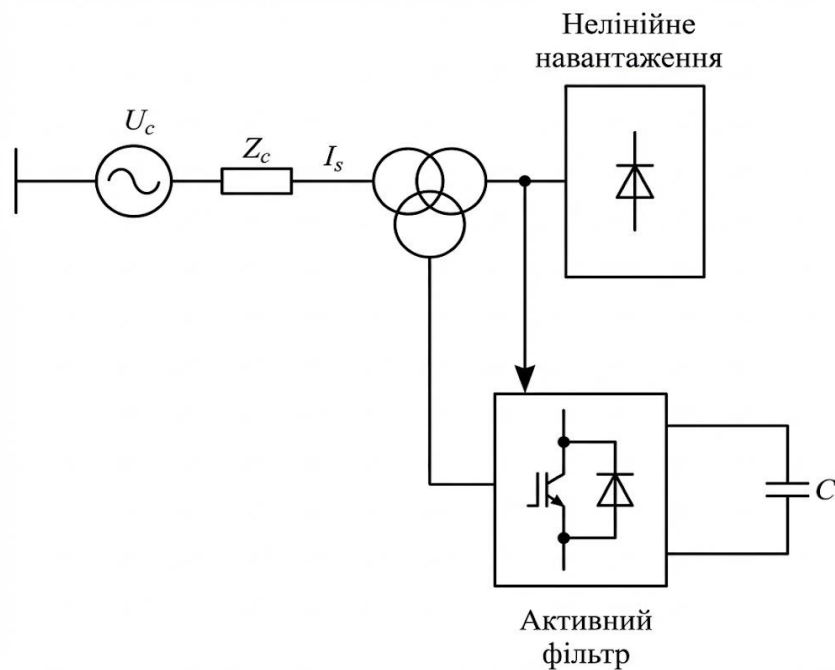 Нелінійне
навантаження
U_c
Z_c
I_s
C
Активний
фільтр